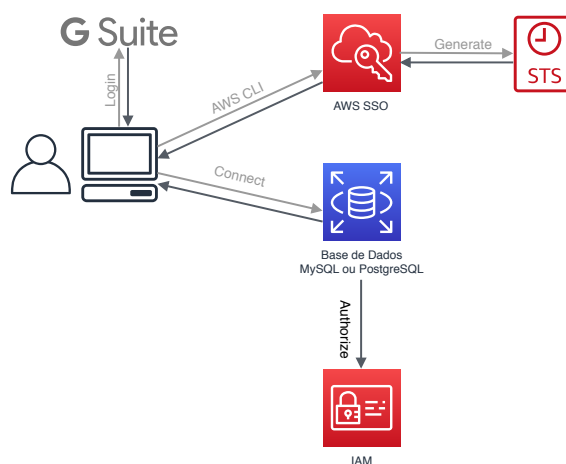 G Suite
Login
AWS CLI
Generate
STS
AWS SSO
Connect
Base de Dados
MySQL ou PostgreSQL
Authorize
IAM